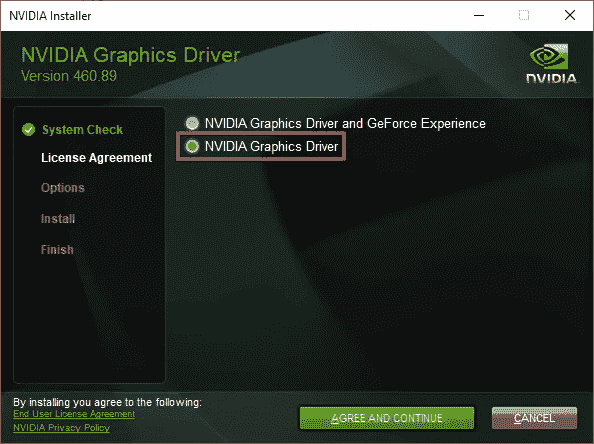 NVIDIA Installer
NVIDIA Graphics Driver
Version 460.89
NVIDIA
System Check
License Agreement
Options
Install
Finish
NVIDIA Graphics Driver and GeForce Experience
NVIDIA Graphics Driver
By installing you agree to the following:
End User License Agreement
NVIDIA Privacy Policy
AGREE AND CONTINUE
CANCEL